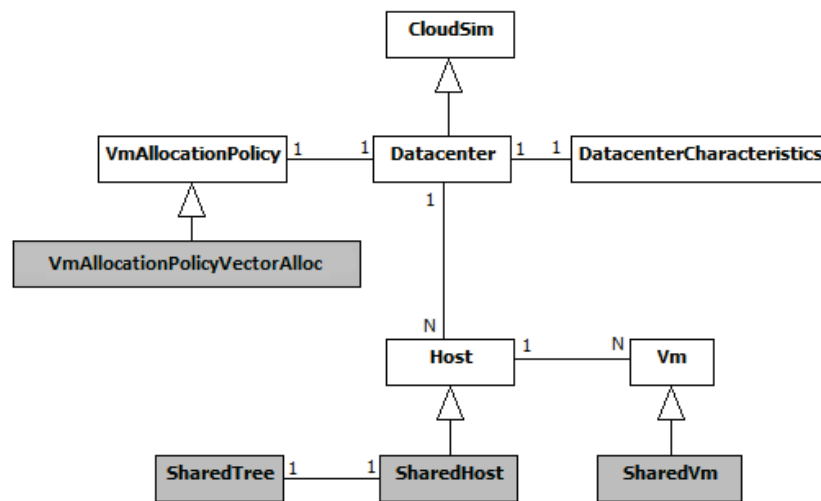 CloudSim
VmAllocationPolicy
1
1
Datacenter
1
1
DatacenterCharacteristics
1
VmAllocationPolicyVectorAlloc
N
Host
1
N
Vm
SharedTree
1
1
SharedHost
SharedVm